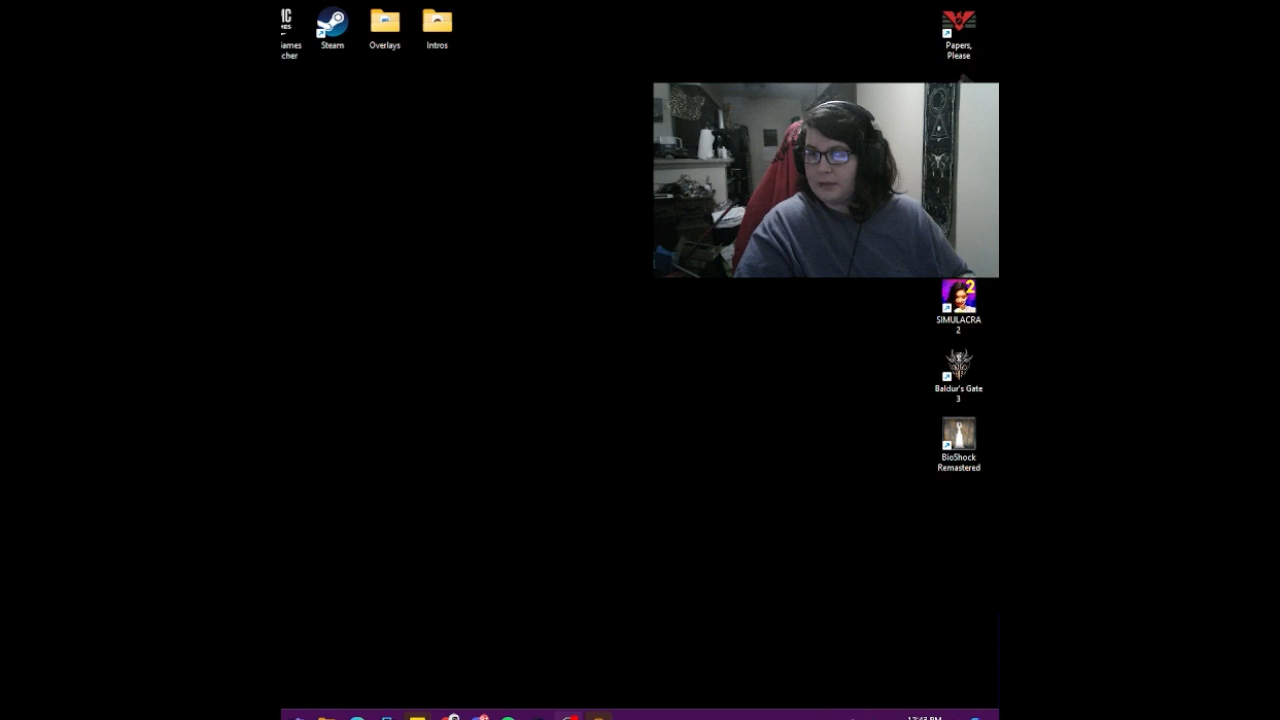 Steam
Overlays
Intros
Papers,
Please
SIMULACRA
2
Baldur's Gate
3
BioShock
Remastered